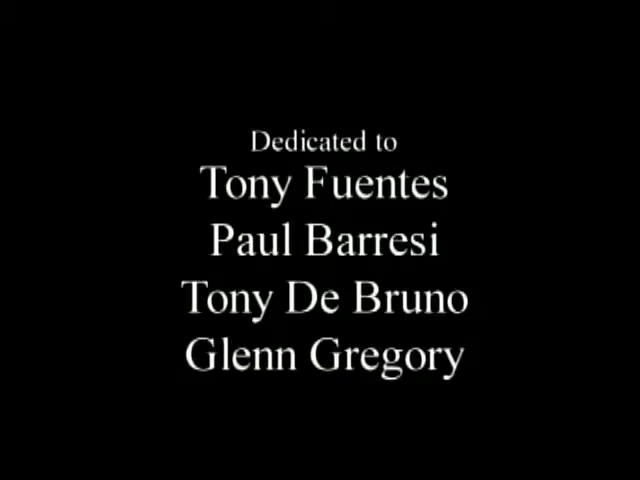 Dedicated to
Tony Fuentes
Paul Barresi
Tony De Bruno
Glenn Gregory